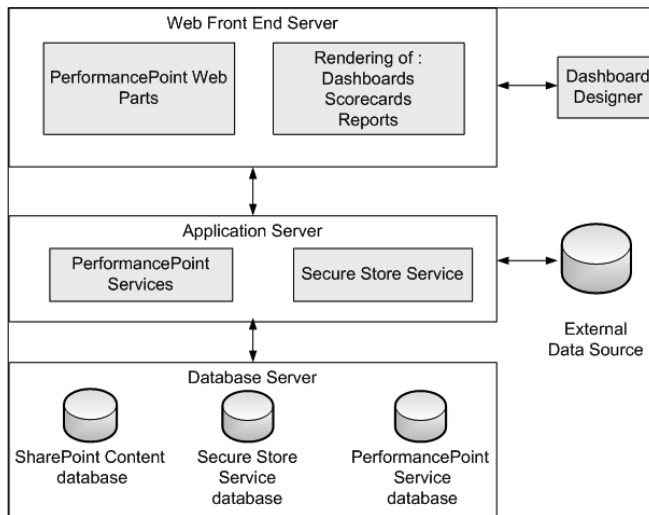 Web Front End Server
PerformancePoint Web
Parts
Rendering of :
Dashboards
Scorecards
Reports
Dashboard
Designer
Application Server
PerformancePoint
Services
Secure Store Service
External
Data Source
Database Server
SharePoint Content
database
Secure Store
Service
database
PerformancePoint
Service
database